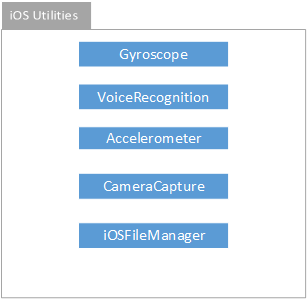 iOS Utilities
Gyroscope
VoiceRecognition
Accelerometer
CameraCapture
iOSFileManager